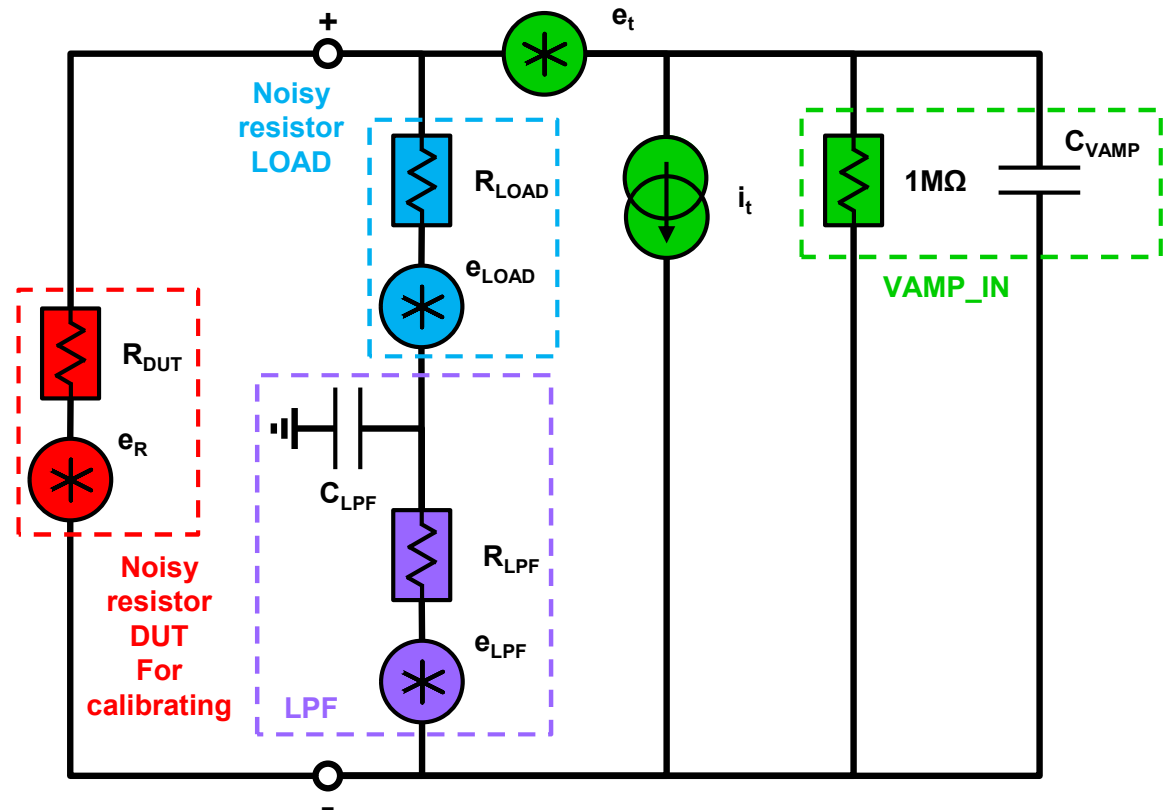 +
e_t
Noisy
resistor
LOAD
R_LOAD
e_LOAD
i_t
1MΩ
C_VAMP
VAMP_IN
R_DUT
e_R
C_LPF
R_LPF
e_LPF
LPF
Noisy
resistor
DUT
For
calibrating
-